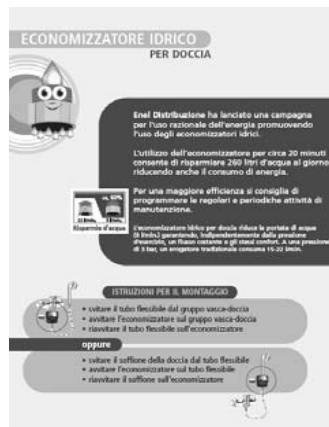 ECONOMIZZATORE IDRICO
PER DOCCIA
Enel Distribuzione ha lanciato una campagna
per l'uso razionale dell'energia promuovendo
l'uso degli economizzatori idrici.
L'utilizzo dell'economizzatore per circa 20 minuti
consente di risparmiare 260 litri d'acqua al giorno
riducendo anche il consumo di energia.
Per una maggiore efficienza si consiglia di
programmare le regolari e periodiche attività di
manutenzione.
60%
Risparmio d'acqua
L'economizzatore idrico per doccia riduce la portata di acqua
garantendo, indipendentemente dalla pressione
d'esercizio, un flusso costante e gli stessi comfort. A una pressione
di 3 bar, un erogatore tradizionale consuma 15-22 l/min.
ISTRUZIONI PER IL MONTAGGIO
• svitare il tubo flessibile dal gruppo vasca-doccia
• avvitare l'economizzatore sul gruppo vasca-doccia
• riavvitare il tubo flessibile sull'economizzatore
oppure
• svitare il soffione della doccia dal tubo flessibile
• avvitare l'economizzatore sul tubo flessibile
• riavvitare il soffione sull'economizzatore